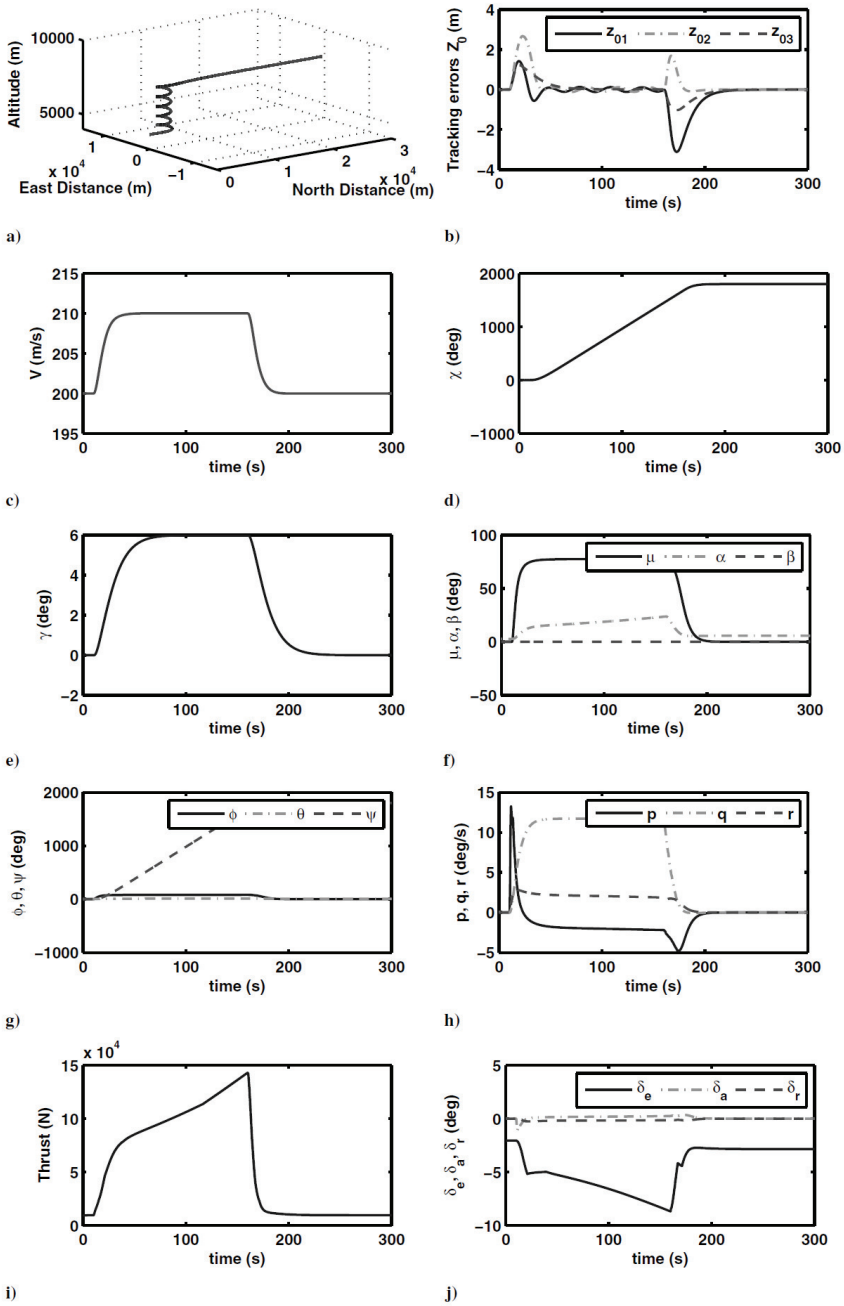 10000
5000
Altitude (m)
1
0
−1
x 10⁴
East Distance (m)
0
1
2
3
x 10⁴
North Distance (m)
a)
4
2
0
−2
−4
Tracking errors Z₀ (m)
z₀₁ z₀₂ z₀₃
0 100 200 300
time (s)
b)
215
210
205
200
195
V (m/s)
0 100 200 300
time (s)
c)
2000
1000
0
−1000
χ (deg)
0 100 200 300
time (s)
d)
6
4
2
0
−2
γ (deg)
0 100 200 300
time (s)
e)
100
50
0
−50
μ, α, β (deg)
μ α β
0 100 200 300
time (s)
f)
2000
1000
0
−1000
ϕ, θ, ψ (deg)
ϕ θ ψ
0 100 200 300
time (s)
g)
15
10
5
0
−5
p, q, r (deg/s)
p q r
0 100 200 300
time (s)
h)
x 10⁴
15
10
5
0
Thrust (N)
0 100 200 300
time (s)
i)
5
0
−5
−10
δₑ, δₐ, δᵣ (deg)
δₑ δₐ δᵣ
0 100 200 300
time (s)
j)